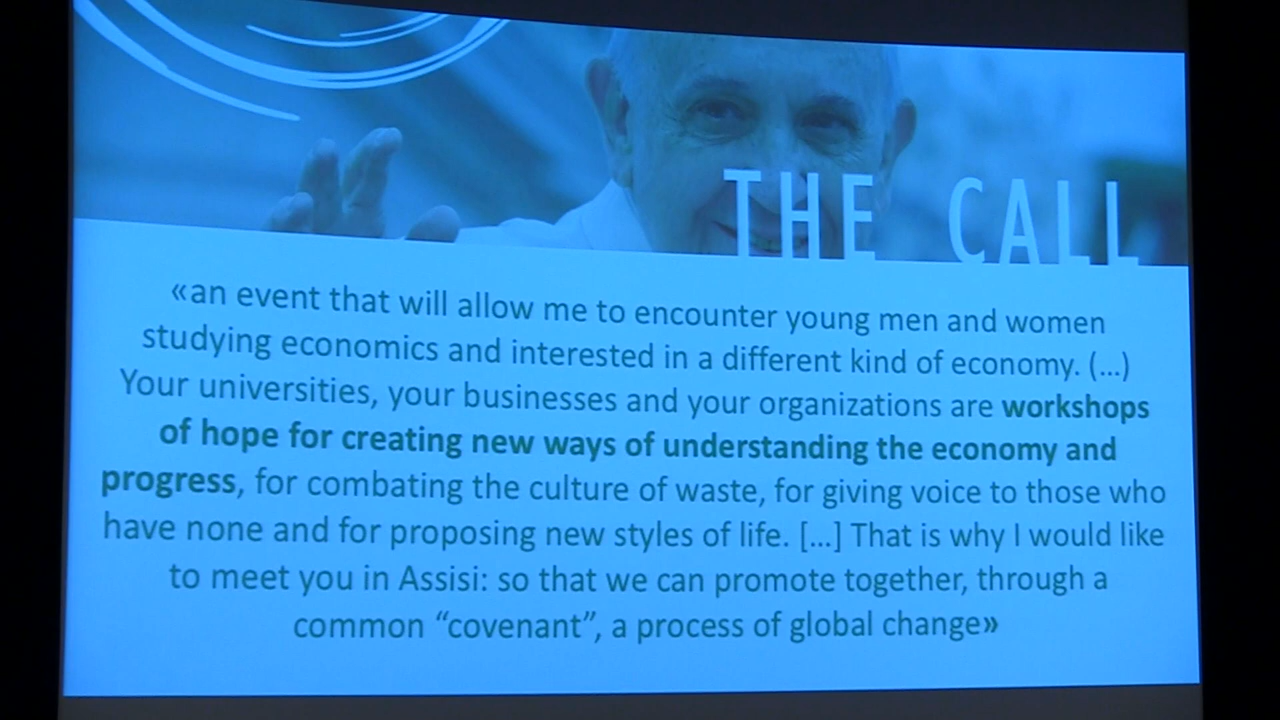 THE CALL
«an event that will allow me to encounter young men and women
studying economics and interested in a different kind of economy. (...)
Your universities, your businesses and your organizations are workshops
of hope for creating new ways of understanding the economy and
progress, for combating the culture of waste, for giving voice to those who
have none and for proposing new styles of life. [...] That is why I would like
to meet you in Assisi: so that we can promote together, through a
common “covenant”, a process of global change»